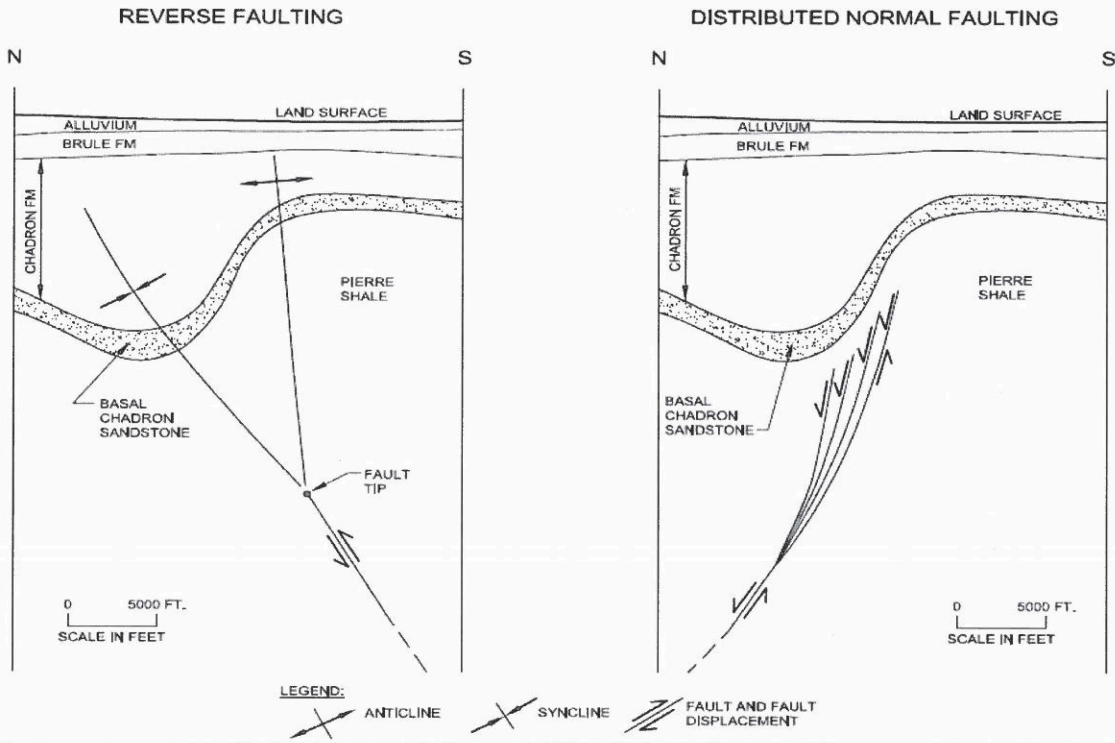 REVERSE FAULTING
N
S
LAND SURFACE
ALLUVIUM
BRULE FM
CHADRON FM
PIERRE
SHALE
BASAL
CHADRON
SANDSTONE
FAULT
TIP
0 5000 FT.
SCALE IN FEET
DISTRIBUTED NORMAL FAULTING
N
S
LAND SURFACE
ALLUVIUM
BRULE FM
CHADRON FM
PIERRE
SHALE
BASAL
CHADRON
SANDSTONE
0 5000 FT.
SCALE IN FEET
LEGEND:
ANTICLINE
SYNCLINE
FAULT AND FAULT
DISPLACEMENT